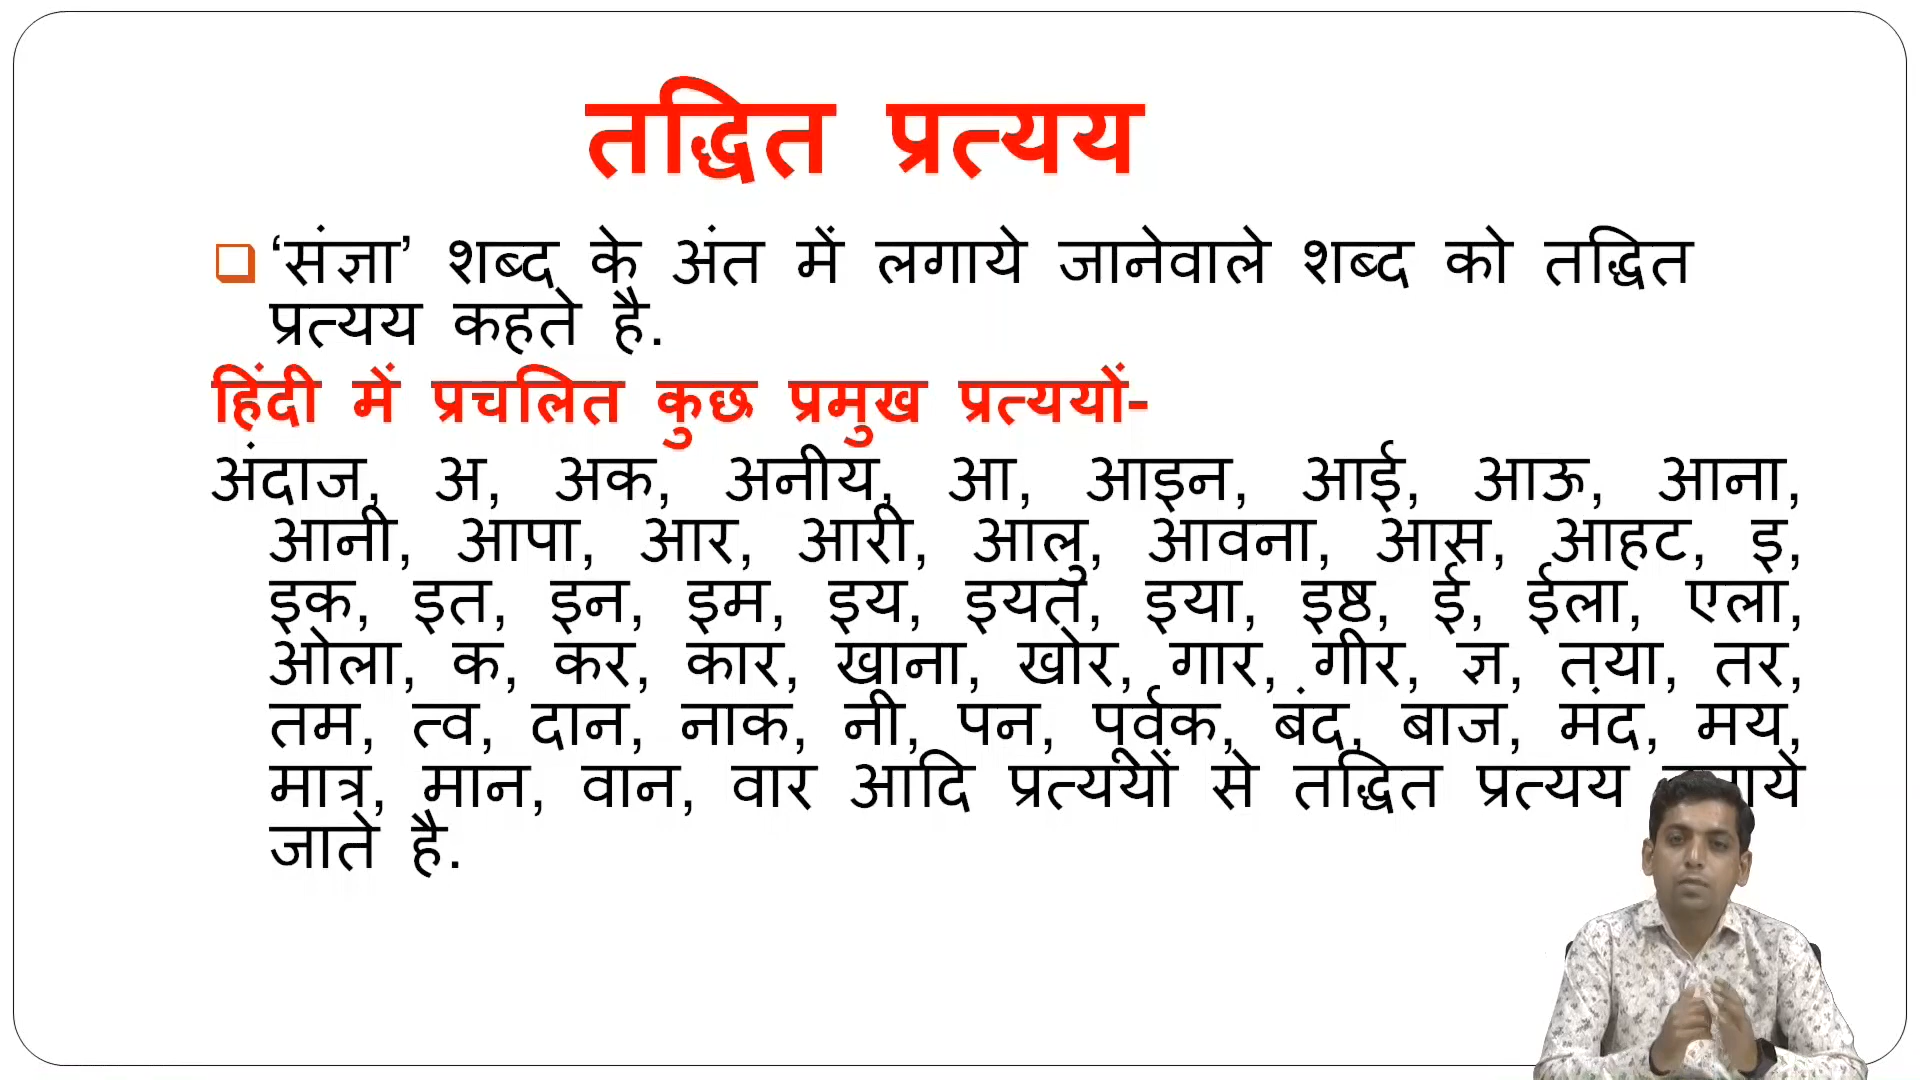 तद्धित प्रत्यय
‘संज्ञा’ शब्द के अंत में लगाये जानेवाले शब्द को तद्धित
प्रत्यय कहते है.
हिंदी में प्रचलित कुछ प्रमुख प्रत्ययों-
अंदाज, अ, अक, अनीय, आ, आइन, आई, आऊ, आना,
आनी, आपा, आर, आरी, आलु, आवना, आस, आहट, इ,
इक, इत, इन, इम, इय, इयत, इया, इष्ठ, ई, ईला, एला,
ओला, क, कर, कार, खाना, खोर, गार, गीर, ज्ञ, तया, तर,
तम, त्व, दान, नाक, नी, पन, पूर्वक, बंद, बाज, मंद, मय,
मात्र, मान, वान, वार आदि प्रत्ययों से तद्धित प्रत्यय
जाते है.